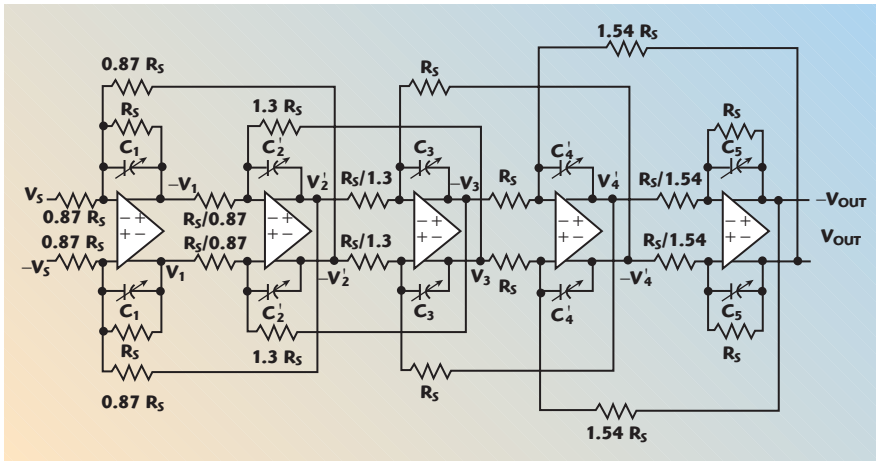 1.54 Rs
0.87 Rs
Rs
Rs
1.3 Rs
Rs
C1
C2'
C3
C4'
C5
Vs
−V1
V2'
Rs/1.3
−V3
Rs
V4'
Rs/1.54
−VOUT
0.87 Rs
Rs/0.87
− +
− +
− +
− +
− +
+ −
+ −
+ −
+ −
+ −
0.87 Rs
Rs/0.87
Rs/1.3
Rs/1.54
VOUT
−Vs
V1
−V2'
V3
Rs
−V4'
C1
C2'
C3
C4'
C5
Rs
1.3 Rs
Rs
0.87 Rs
Rs
1.54 Rs